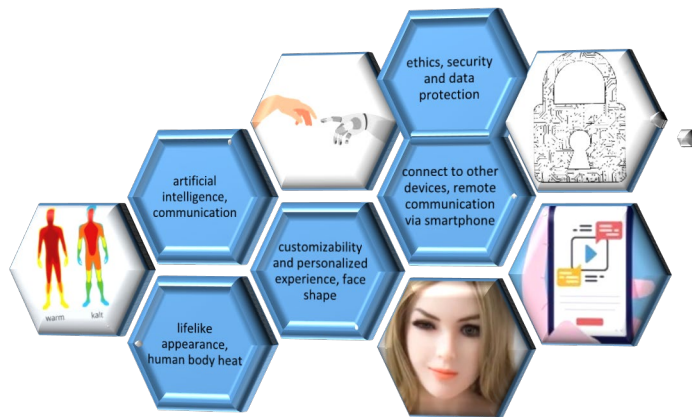 ethics, security
and data
protection
artificial
intelligence,
communication
connect to other
devices, remote
communication
via smartphone
customizability
and personalized
experience, face
shape
warm
kalt
lifelike
appearance,
human body heat